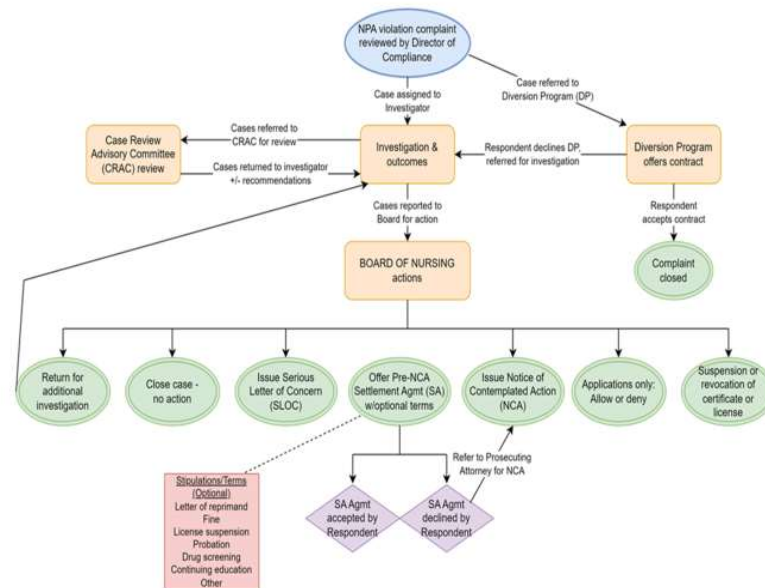 NPA violation complaint
reviewed by Director of
Compliance
Case referred to
Diversion Program (DP)
Case assigned to
Investigator
Case Review
Advisory Committee
(CRAC) review
Cases referred to
CRAC for review
Cases returned to investigator
+/- recommendations
Investigation &
outcomes
Respondent declines DP,
referred for investigation
Diversion Program
offers contract
Cases reported to
Board for action
Respondent
accepts contract
BOARD OF NURSING
actions
Complaint
closed
Return for
additional
investigation
Close case -
no action
Issue Serious
Letter of Concern
(SLOC)
Offer Pre-NCA
Settlement Agmt (SA)
w/optional terms
Issue Notice of
Contemplated Action
(NCA)
Applications only:
Allow or deny
Suspension or
revocation of
certificate or
license
Refer to Prosecuting
Attorney for NCA
Stipulations/Terms
(Optional)
Letter of reprimand
Fine
License suspension
Probation
Drug screening
Continuing education
Other
SA Agmt
accepted by
Respondent
SA Agmt
declined by
Respondent